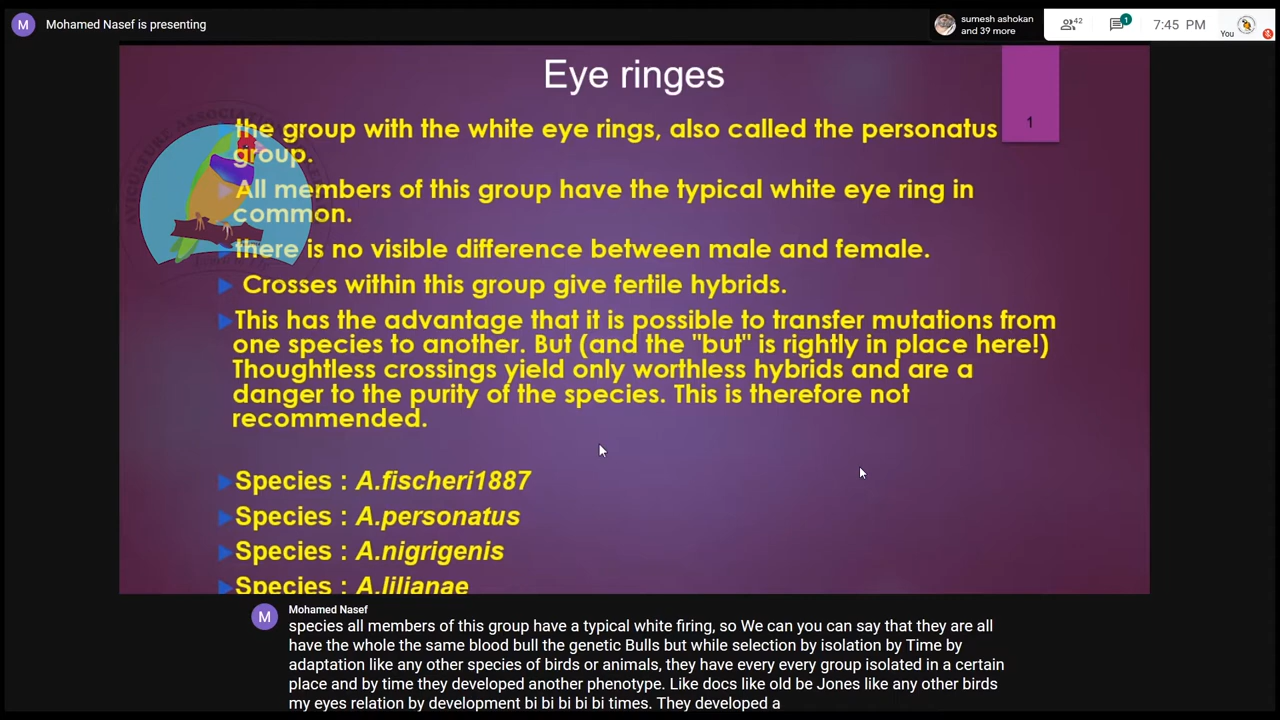 M Mohamed Nasef is presenting
sumesh ashokan
and 39 more
42
1
7:45 PM
You
Eye ringes
1
the group with the white eye rings, also called the personatus
group.
All members of this group have the typical white eye ring in
common.
there is no visible difference between male and female.
Crosses within this group give fertile hybrids.
This has the advantage that it is possible to transfer mutations from
one species to another. But (and the "but" is rightly in place here!)
Thoughtless crossings yield only worthless hybrids and are a
danger to the purity of the species. This is therefore not
recommended.
Species : A.fischeri1887
Species : A.personatus
Species : A.nigrigenis
Species : A.lilianae
M Mohamed Nasef
species all members of this group have a typical white firing, so We can you can say that they are all
have the whole the same blood bull the genetic Bulls but while selection by isolation by Time by
adaptation like any other species of birds or animals, they have every every group isolated in a certain
place and by time they developed another phenotype. Like docs like old be Jones like any other birds
my eyes relation by development bi bi bi bi bi times. They developed a